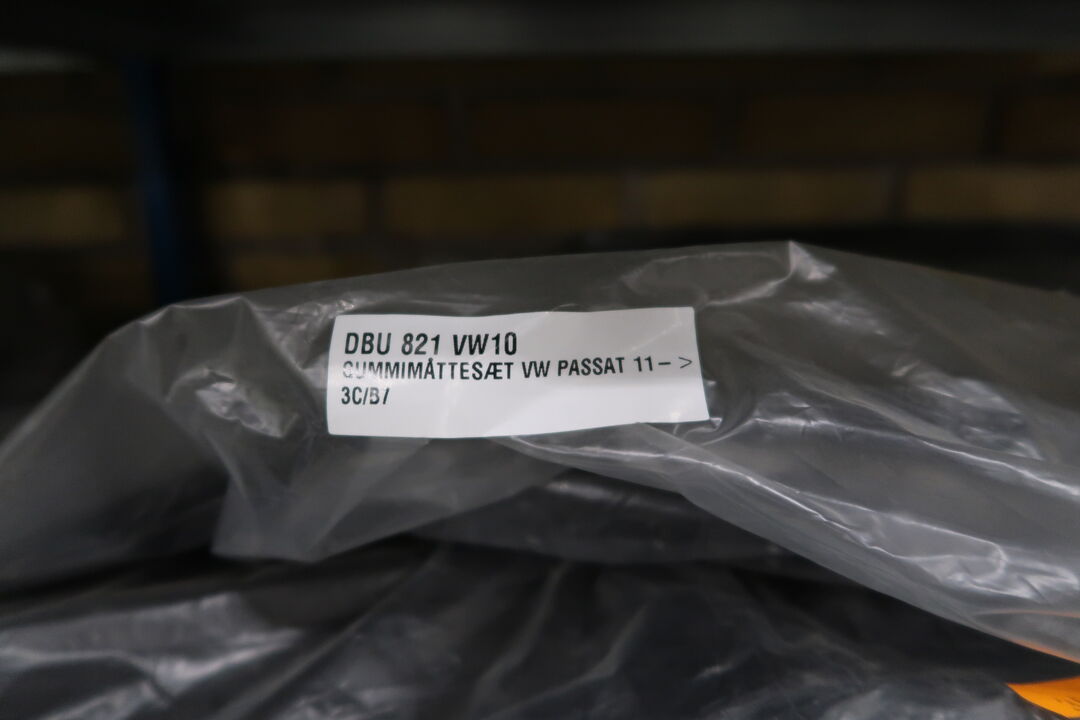 DBU 821 VW10
GUMMIMÅTTESÆT VW PASSAT 11->
3C/B7